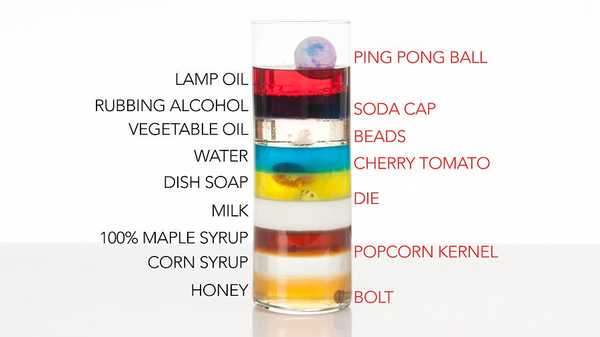 PING PONG BALL
LAMP OIL
RUBBING ALCOHOL
SODA CAP
VEGETABLE OIL
BEADS
WATER
CHERRY TOMATO
DISH SOAP
DIE
MILK
100% MAPLE SYRUP
POPCORN KERNEL
CORN SYRUP
HONEY
BOLT